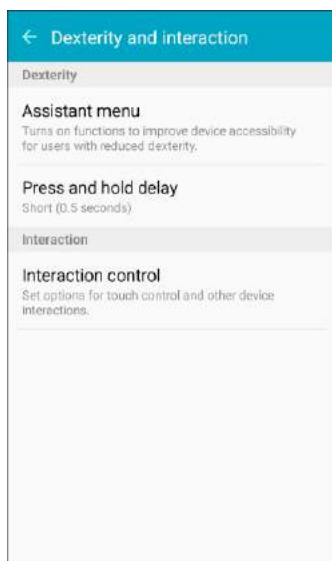 Dexterity and interaction
Dexterity
Assistant menu
Turns on functions to improve device accessibility
for users with reduced dexterity.
Press and hold delay
Short (0.5 seconds)
Interaction
Interaction control
Set options for touch control and other device
interactions.